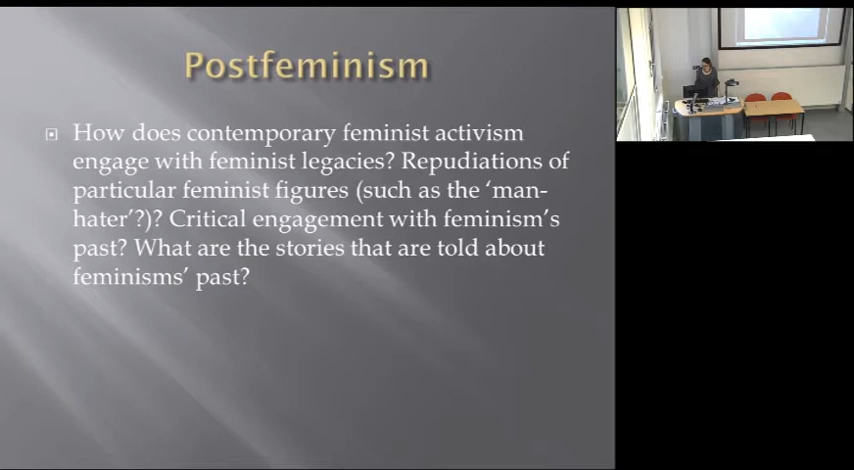 Postfeminism
How does contemporary feminist activism
engage with feminist legacies? Repudiations of
particular feminist figures (such as the ‘man-
hater’?)? Critical engagement with feminism’s
past? What are the stories that are told about
feminisms’ past?